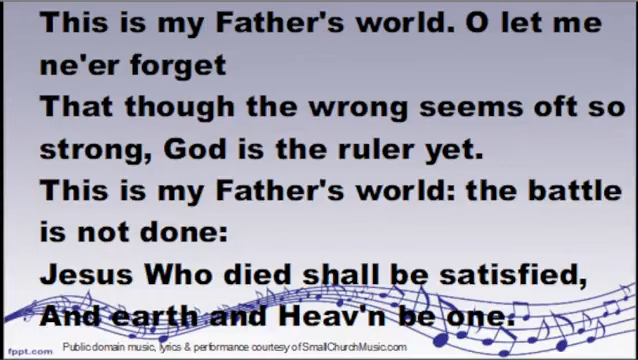 This is my Father's world. O let me
ne'er forget
That though the wrong seems oft so
strong, God is the ruler yet.
This is my Father's world: the battle
is not done:
Jesus Who died shall be satisfied,
And earth and Heav'n be one.
Public domain music, lyrics & performance courtesy of SmallChurchMusic.com
fppt.com